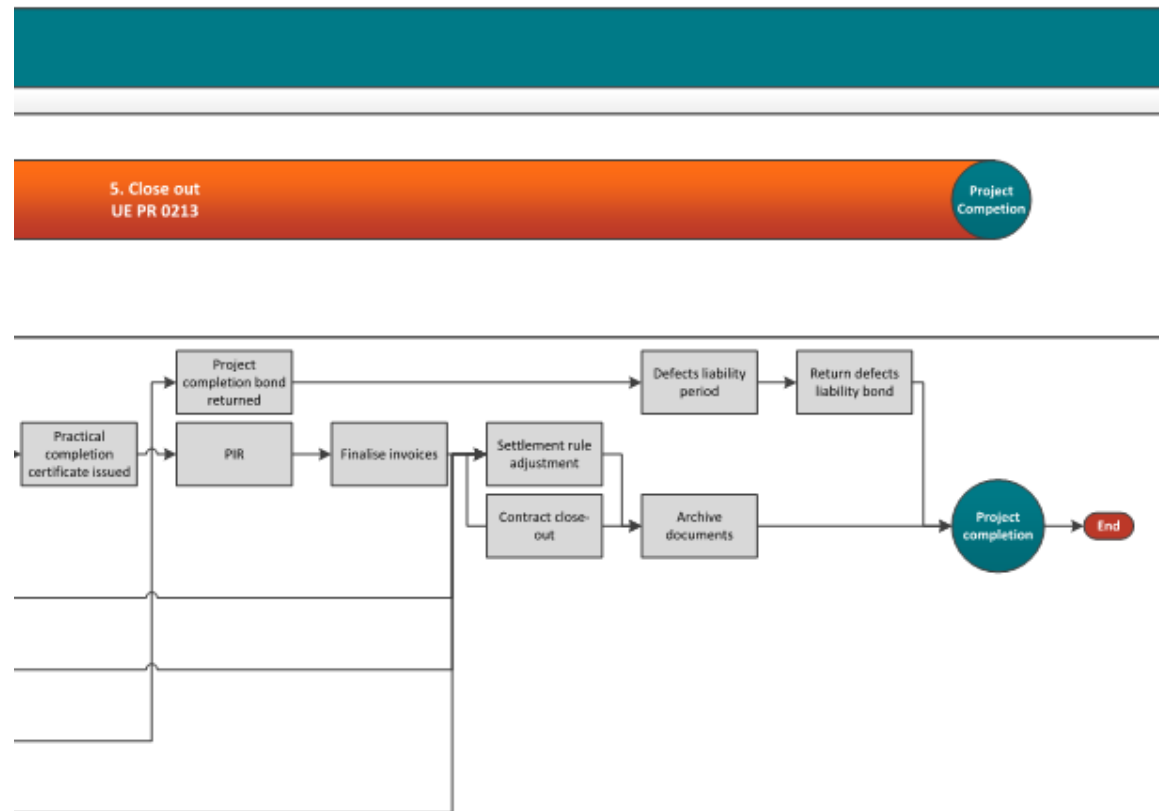 5. Close out
UE PR 0213
Project
Competion
Project
completion bond
returned
Defects liability
period
Return defects
liability bond
Practical
completion
certificate issued
PIR
Finalise invoices
Settlement rule
adjustment
Contract close-
out
Archive
documents
Project
completion
End